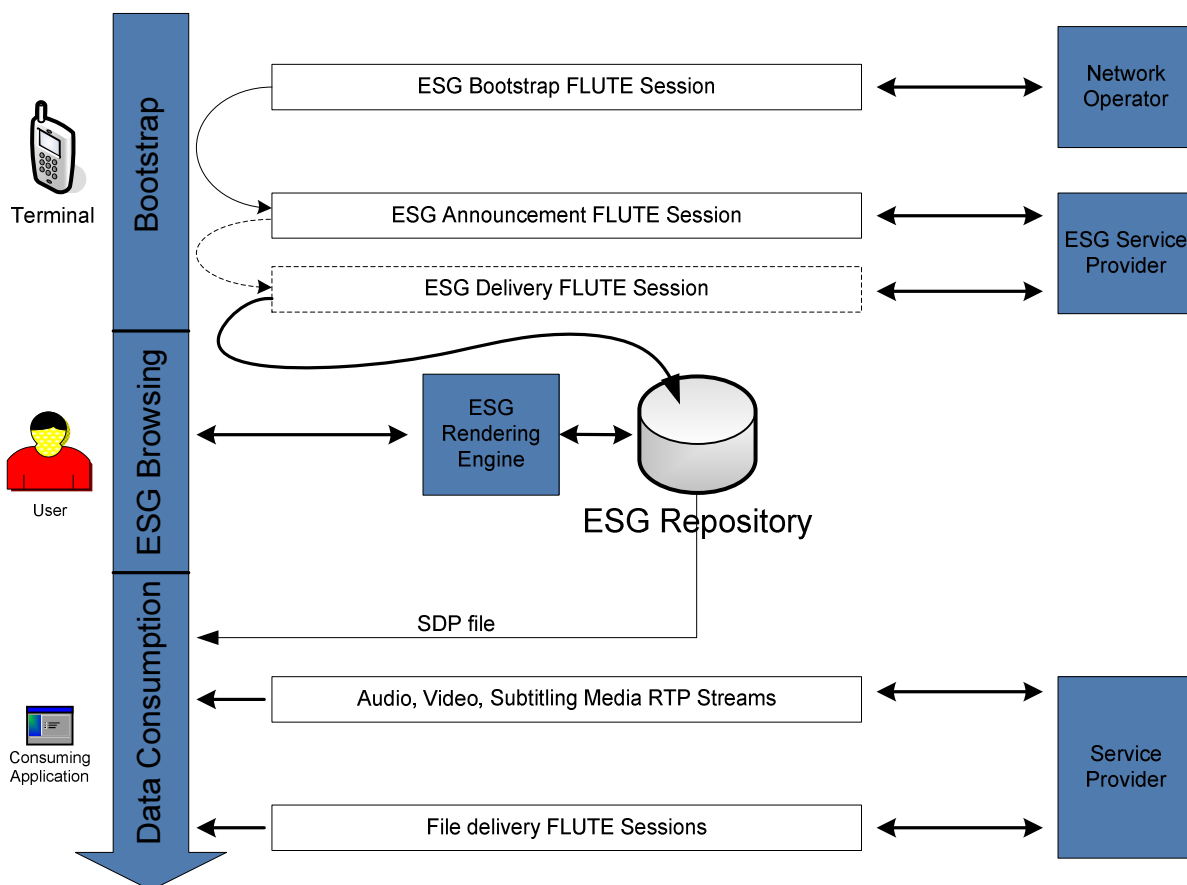 ESG Bootstrap FLUTE Session
Network
Operator
Terminal
Bootstrap
ESG Announcement FLUTE Session
ESG Service
Provider
ESG Delivery FLUTE Session
ESG Browsing
User
ESG
Rendering
Engine
ESG Repository
Data Consumption
SDP file
Audio, Video, Subtitling Media RTP Streams
Consuming
Application
Service
Provider
File delivery FLUTE Sessions